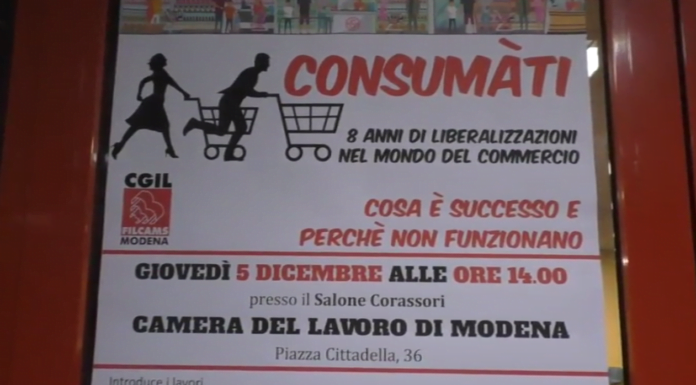 CONSUMÀTI
8 ANNI DI LIBERALIZZAZIONI
NEL MONDO DEL COMMERCIO
CGIL
FILCAMS
MODENA
COSA È SUCCESSO E
PERCHÈ NON FUNZIONANO
GIOVEDÌ 5 DICEMBRE ALLE ORE 14.00
presso il Salone Corassori
CAMERA DEL LAVORO DI MODENA
Piazza Cittadella, 36
Introduce i lavori